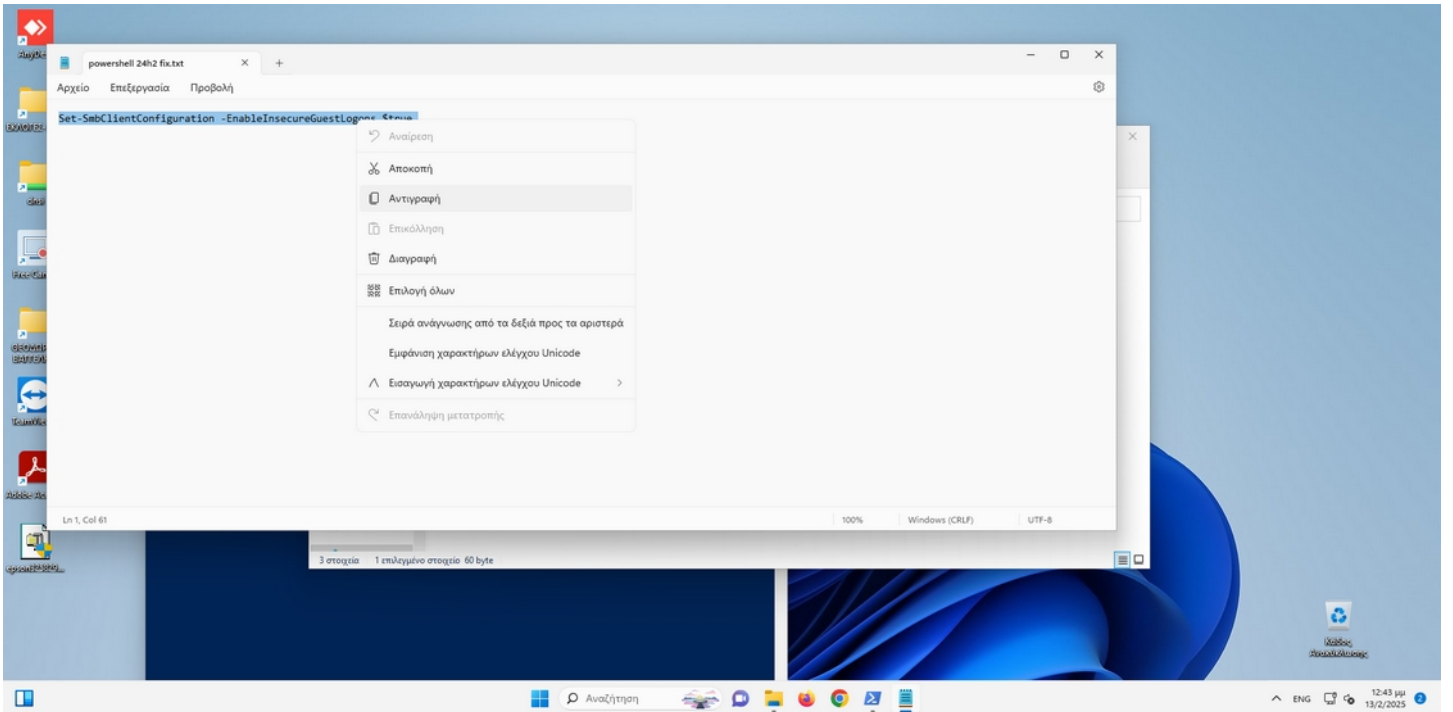 powershell 24h2 fix.txt
Αρχείο Επεξεργασία Προβολή
Set-SmbClientConfiguration -EnableInsecureGuestLogons $true
Αναίρεση
Αποκοπή
Αντιγραφή
Επικόλληση
Διαγραφή
Επιλογή όλων
Σειρά ανάγνωσης από τα δεξιά προς τα αριστερά
Εμφάνιση χαρακτήρων ελέγχου Unicode
Εισαγωγή χαρακτήρων ελέγχου Unicode
Επανάληψη μετατροπής
Ln 1, Col 61 100% Windows (CRLF) UTF-8
3 στοιχεία 1 επιλεγμένο στοιχείο 60 byte
Κάδος
Ανακύκλωσης
Αναζήτηση
ENG
12:43 μμ
13/2/2025
2